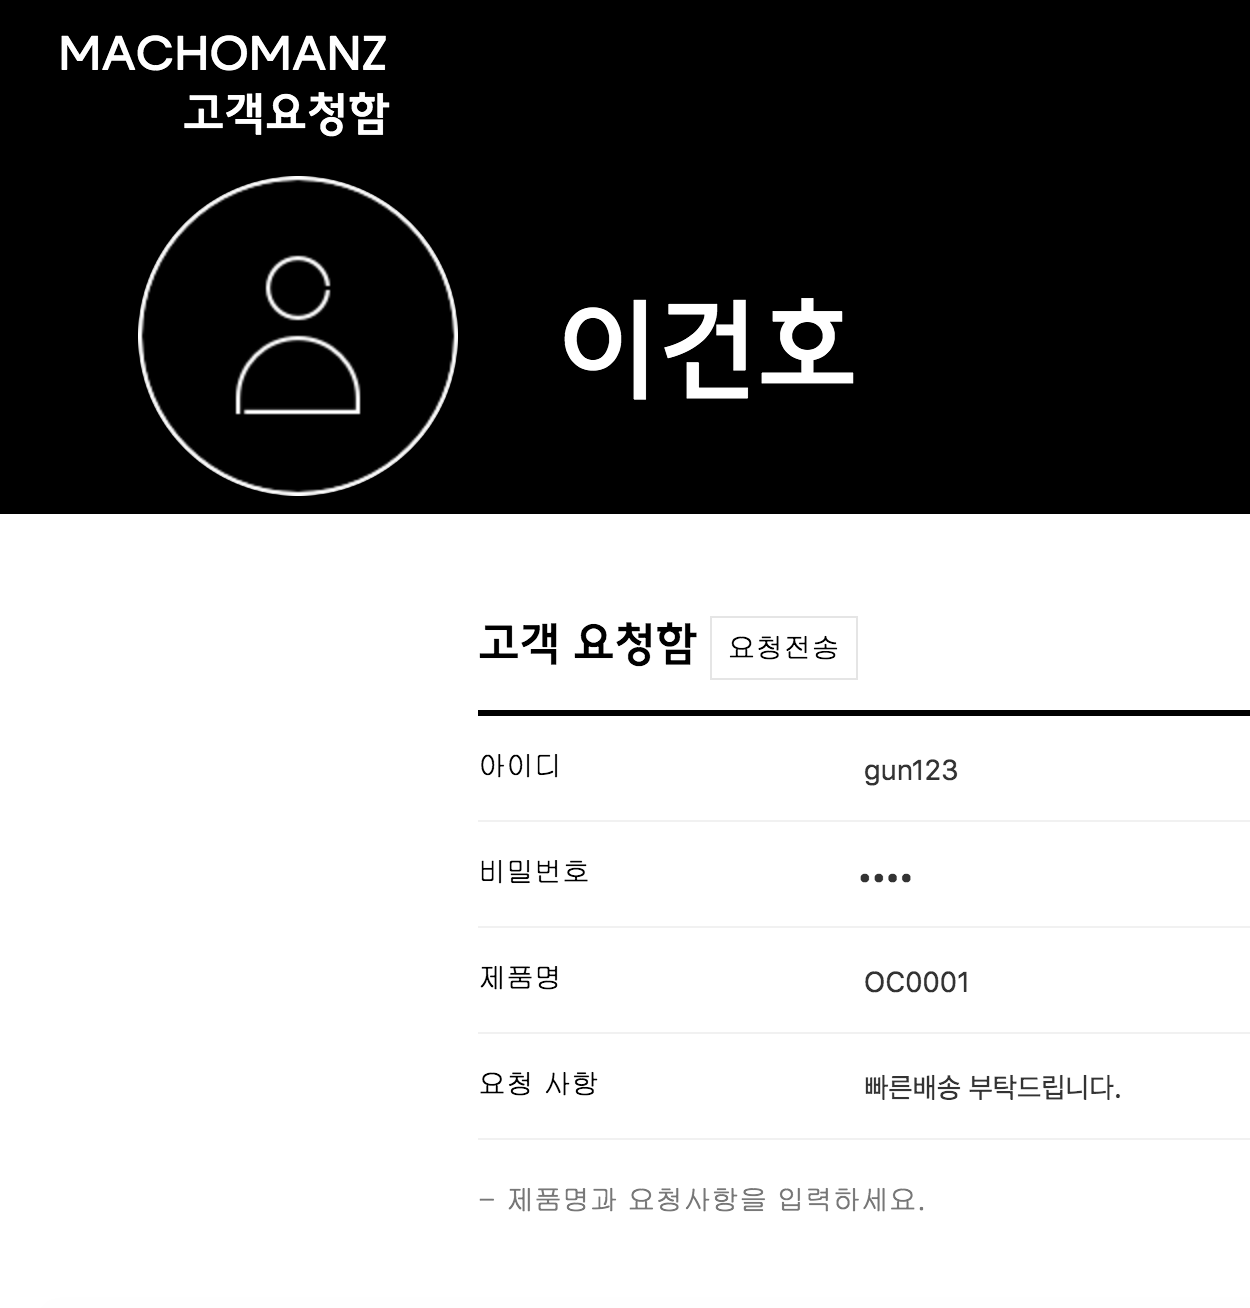 MACHOMANZ
고객요청함
이건호
고객 요청함 요청전송
아이디 gun123
비밀번호 ••••
제품명 OC0001
요청 사항 빠른배송 부탁드립니다.
– 제품명과 요청사항을 입력하세요.